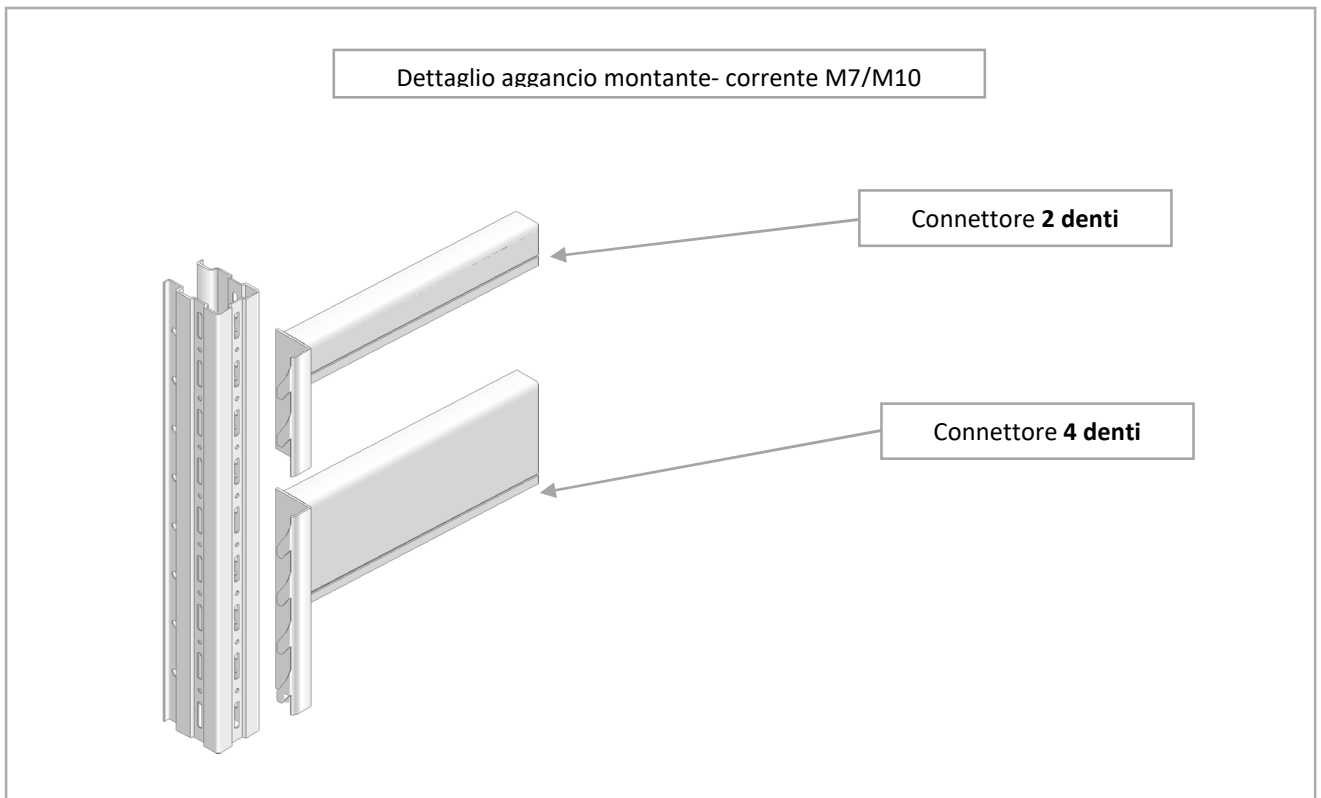 Dettaglio aggancio montante- corrente M7/M10
Connettore 2 denti
Connettore 4 denti